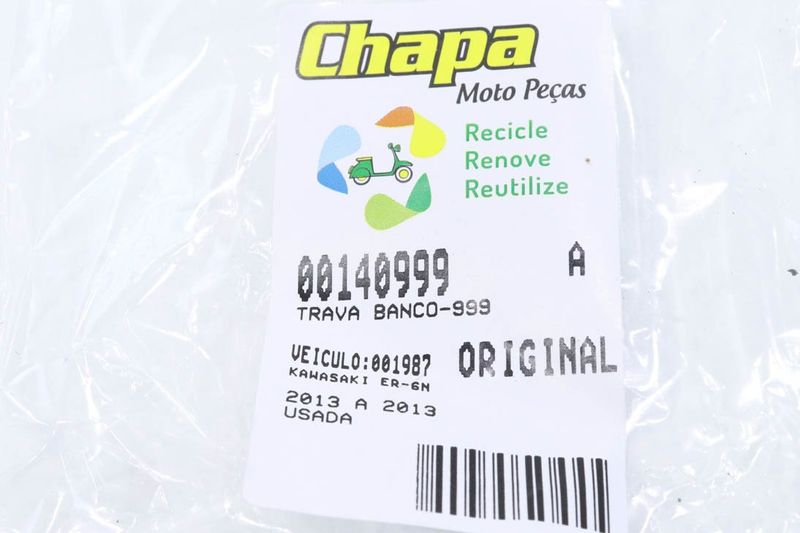 Chapa
Moto Peças
Recicle
Renove
Reutilize
00140999 A
TRAVA BANCO-999
VEICULO:001987 ORIGINAL
KAWASAKI ER-6N
2013 A 2013
USADA